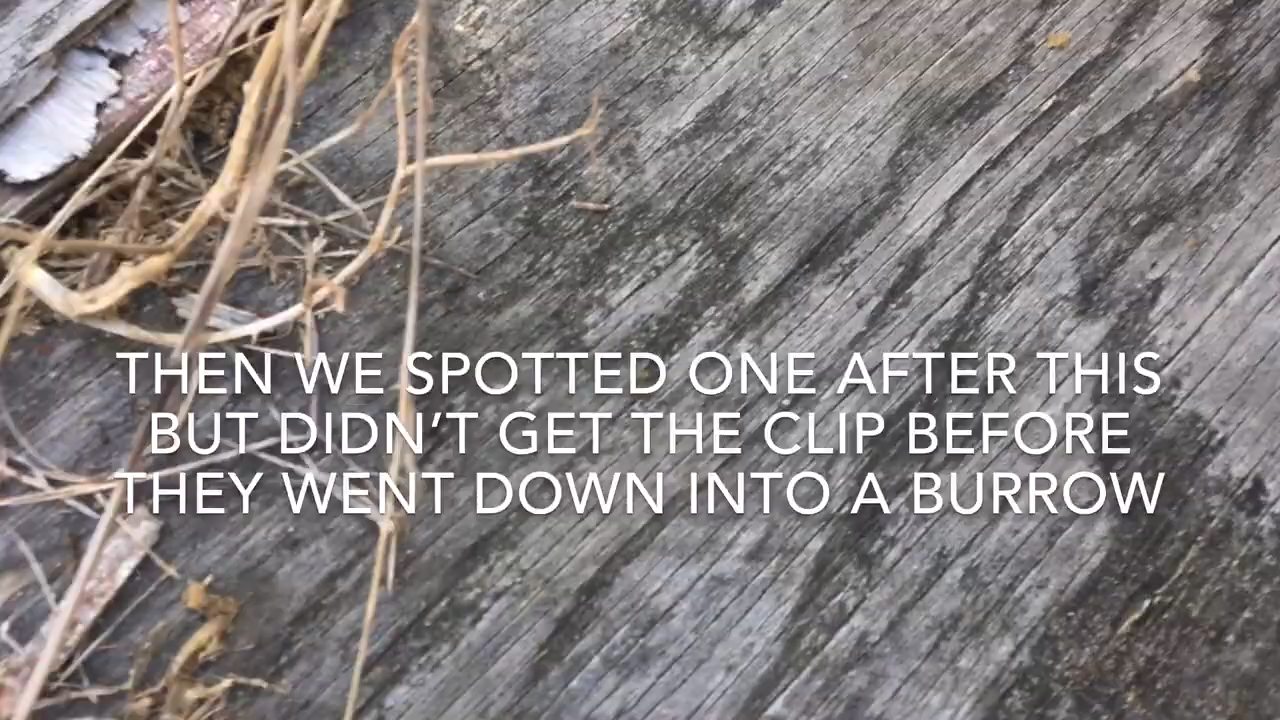 THEN WE SPOTTED ONE AFTER THIS
BUT DIDN’T GET THE CLIP BEFORE
THEY WENT DOWN INTO A BURROW